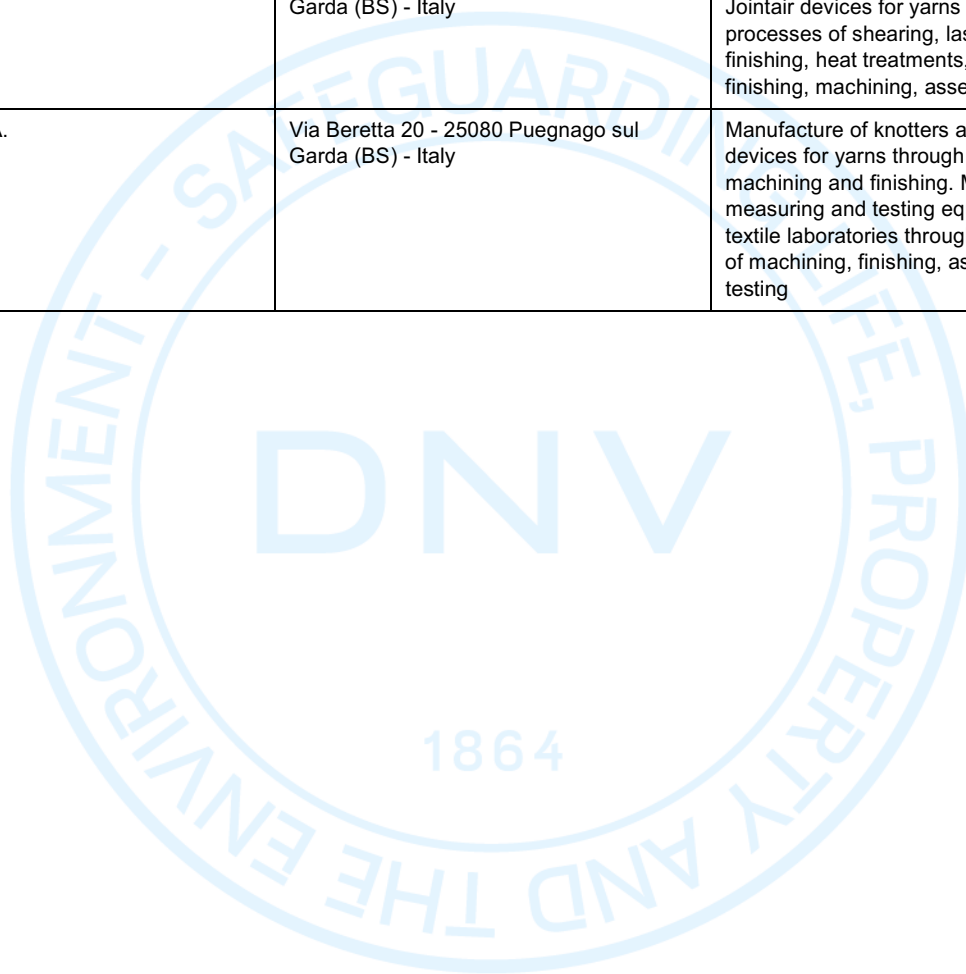 Garda (BS) - Italy
Jointair devices for yarns
processes of shearing, las
finishing, heat treatments,
finishing, machining, asse
A.
Via Beretta 20 - 25080 Puegnago sul
Garda (BS) - Italy
Manufacture of knotters a
devices for yarns through
machining and finishing. M
measuring and testing eq
textile laboratories throug
of machining, finishing, as
testing
SAFEGUARDING LIFE, PROPERTY AND THE ENVIRONMENT -
DNV
1864